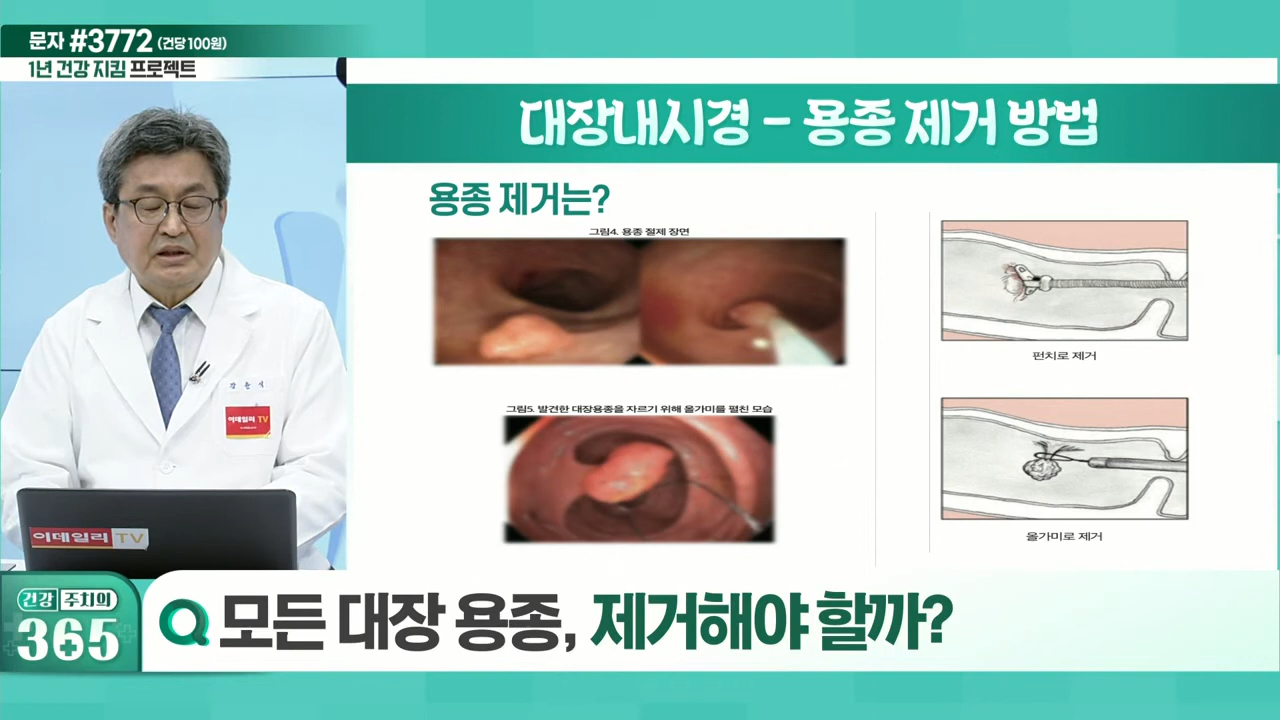 문자 #3772 (건당 100원)
1년 건강 지킴 프로젝트
대장내시경 - 용종 제거 방법
용종 제거는?
그림4. 용종 절제 장면
펀치로 제거
그림5. 발견한 대장용종을 자르기 위해 올가미를 펼친 모습
올가미로 제거
이데일리 TV
이데일리 TV
건강 주치의
365
Q 모든 대장 용종, 제거해야 할까?